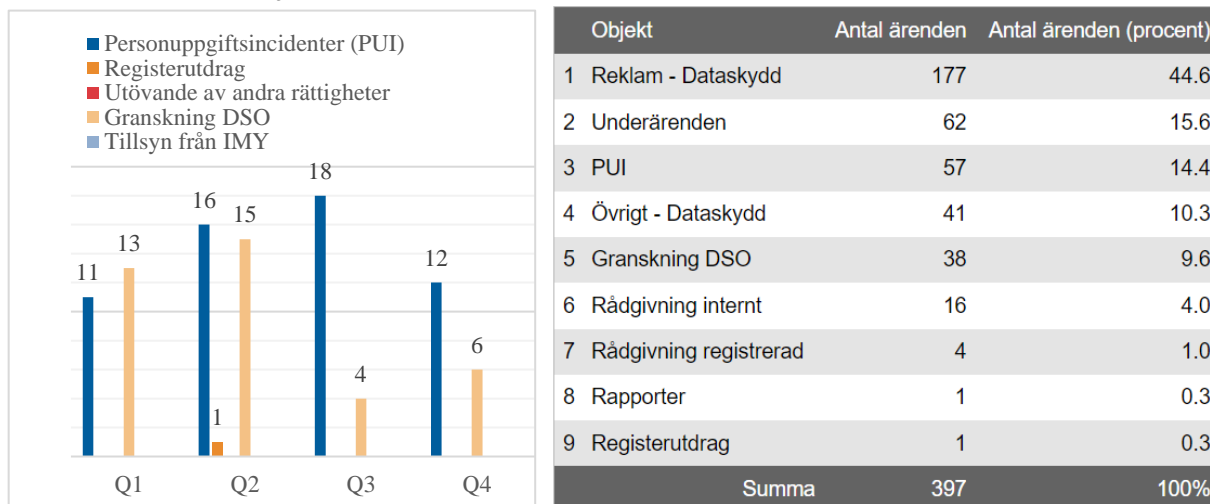 Personuppgiftsincidenter (PUI)
Registerutdrag
Utövande av andra rättigheter
Granskning DSO
Tillsyn från IMY
18
16
15
13
12
11
6
4
1
Q1 Q2 Q3 Q4
Objekt Antal ärenden Antal ärenden (procent)
1 Reklam - Dataskydd 177 44.6
2 Underärenden 62 15.6
3 PUI 57 14.4
4 Övrigt - Dataskydd 41 10.3
5 Granskning DSO 38 9.6
6 Rådgivning internt 16 4.0
7 Rådgivning registrerad 4 1.0
8 Rapporter 1 0.3
9 Registerutdrag 1 0.3
Summa 397 100%